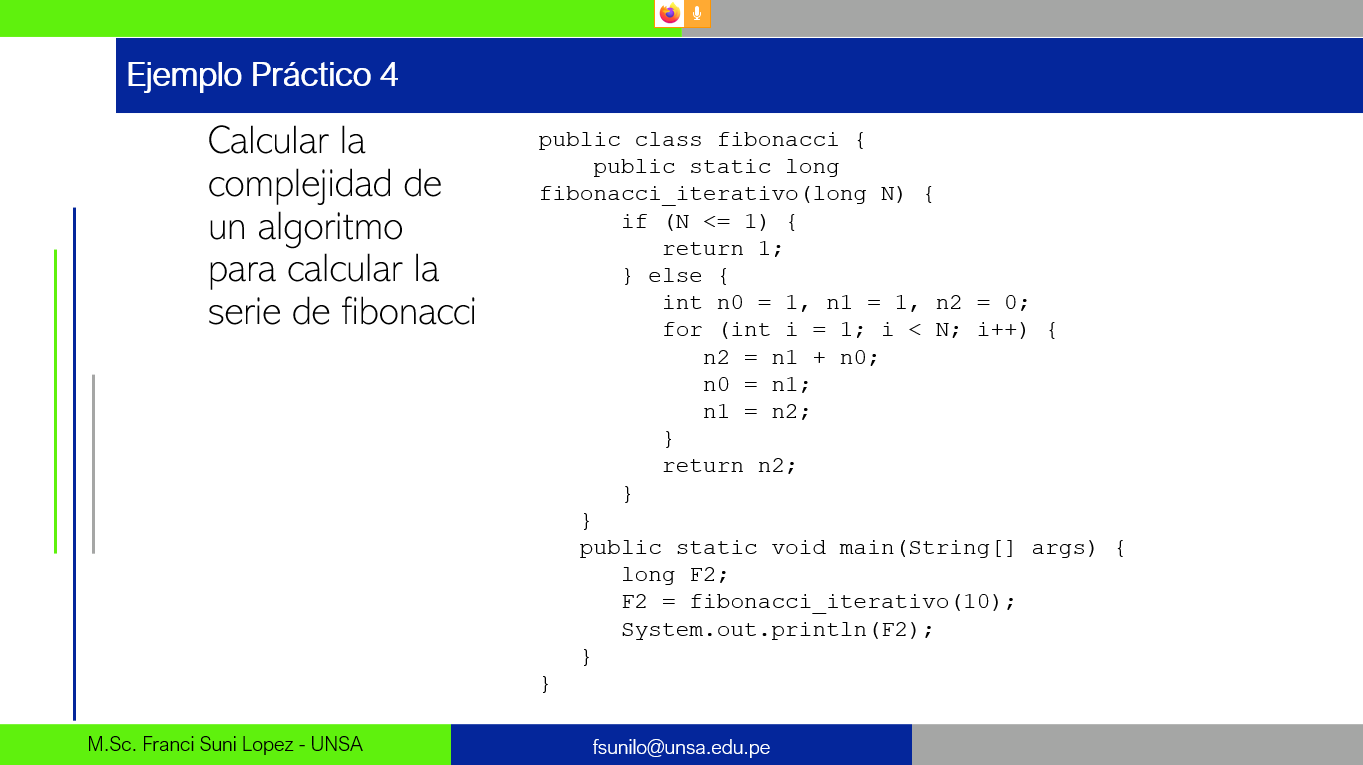 Ejemplo Práctico 4
Calcular la
complejidad de
un algoritmo
para calcular la
serie de fibonacci
public class fibonacci {
    public static long
fibonacci_iterativo(long N) {
      if (N <= 1) {
         return 1;
      } else {
         int n0 = 1, n1 = 1, n2 = 0;
         for (int i = 1; i < N; i++) {
            n2 = n1 + n0;
            n0 = n1;
            n1 = n2;
         }
         return n2;
      }
   }
   public static void main(String[] args) {
      long F2;
      F2 = fibonacci_iterativo(10);
      System.out.println(F2);
   }
}
M.Sc. Franci Suni Lopez - UNSA
fsunilo@unsa.edu.pe